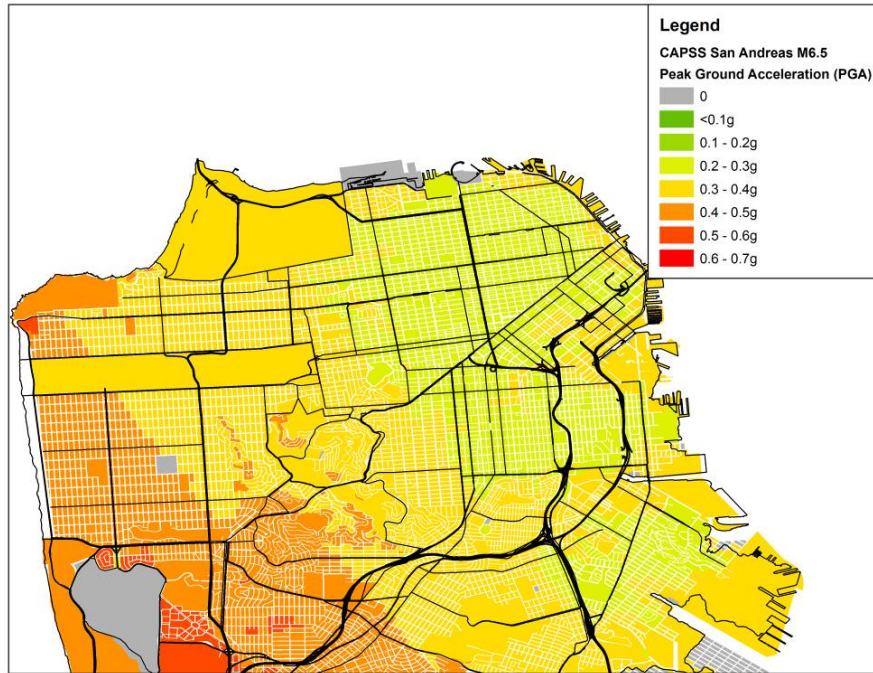 Legend
CAPSS San Andreas M6.5
Peak Ground Acceleration (PGA)
0
<0.1g
0.1 - 0.2g
0.2 - 0.3g
0.3 - 0.4g
0.4 - 0.5g
0.5 - 0.6g
0.6 - 0.7g